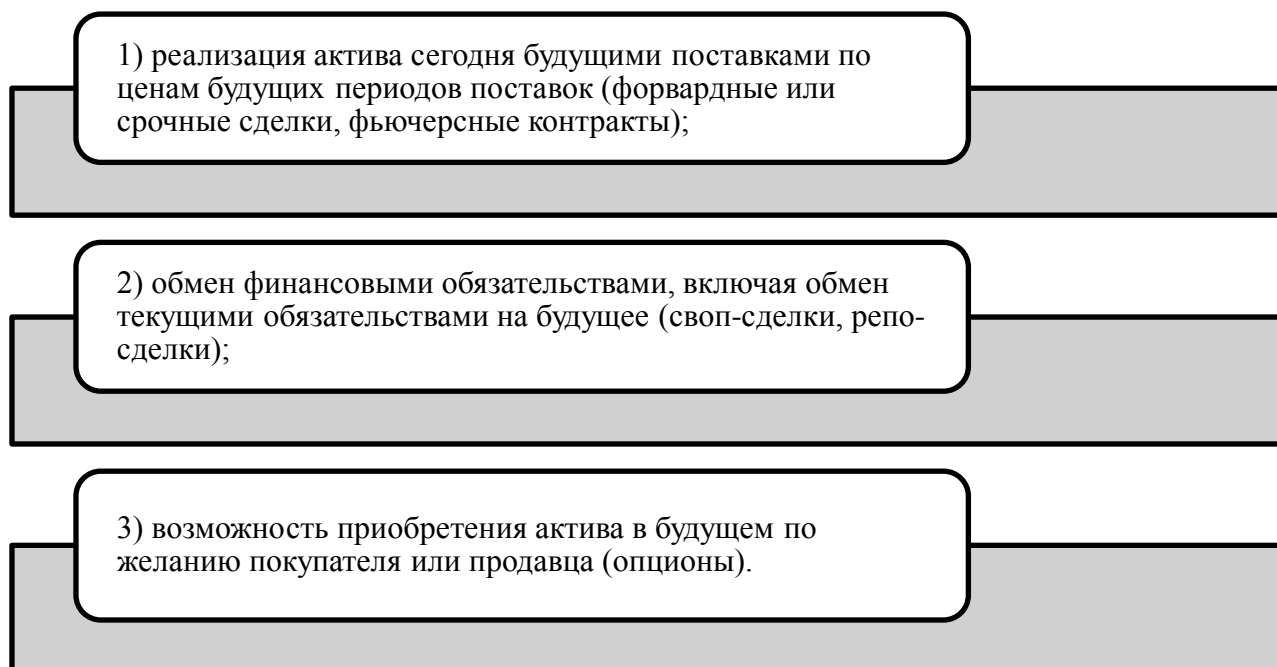 1) реализация актива сегодня будущими поставками по
ценам будущих периодов поставок (форвардные или
срочные сделки, фьючерсные контракты);
2) обмен финансовыми обязательствами, включая обмен
текущими обязательствами на будущее (своп-сделки, репо-
сделки);
3) возможность приобретения актива в будущем по
желанию покупателя или продавца (опционы).